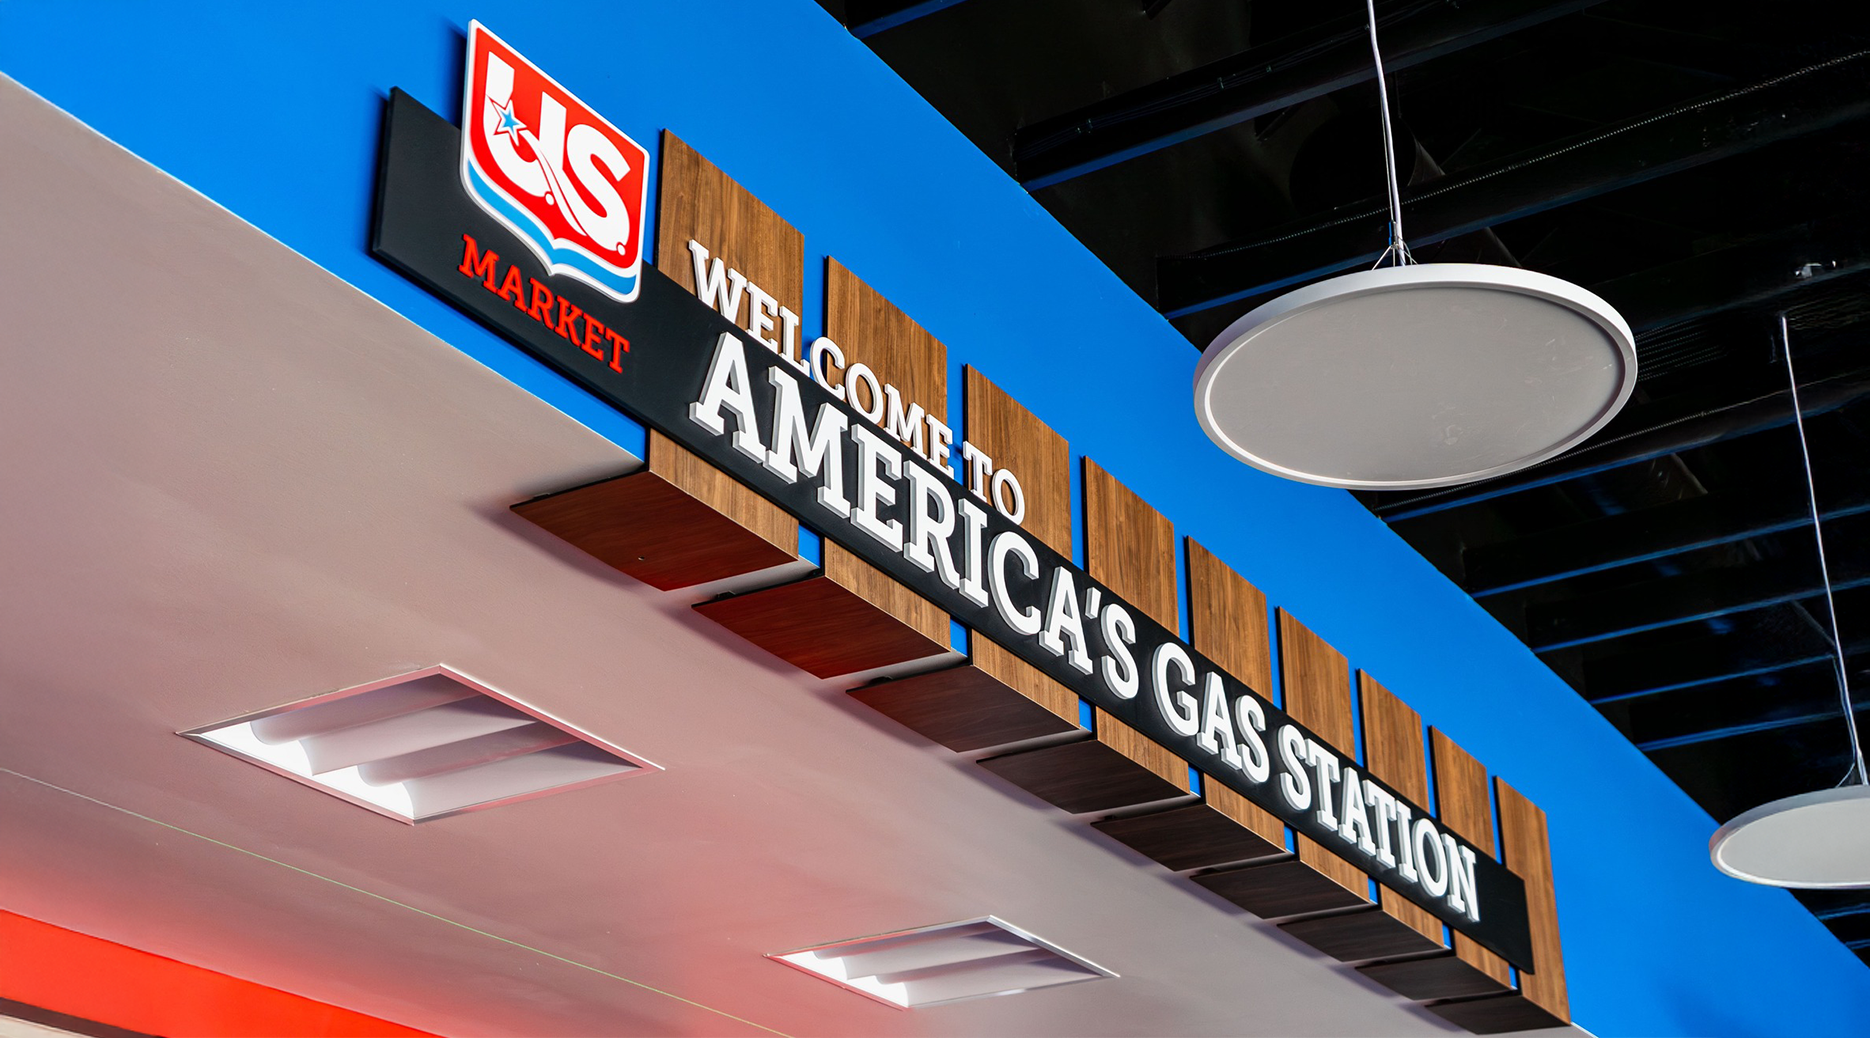 U.S.
MARKET
WELCOME TO
AMERICA'S GAS STATION